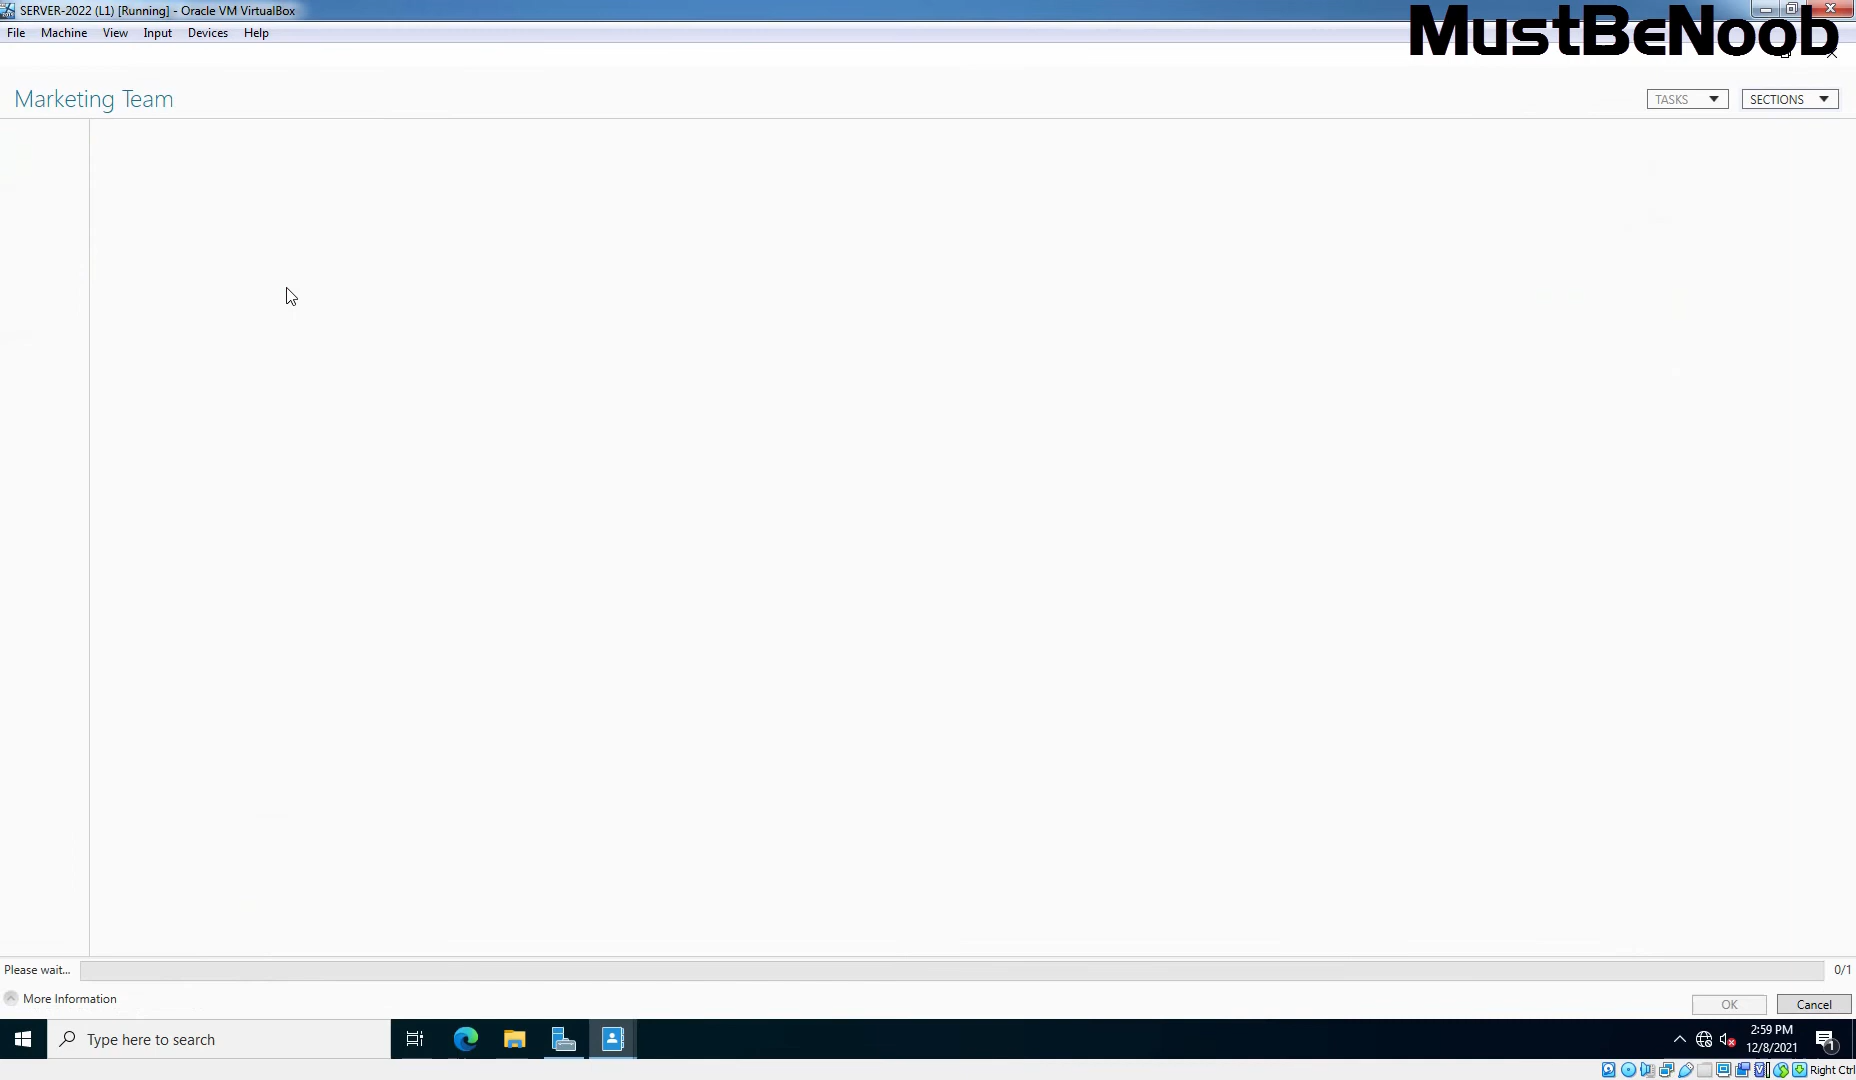 SERVER-2022 (L1) [Running] - Oracle VM VirtualBox
File Machine View Input Devices Help
MustBeNoob
Marketing Team
TASKS
SECTIONS
Please wait...
0/1
More Information
OK
Cancel
Type here to search
2:59 PM
12/8/2021
1
Right Ctrl